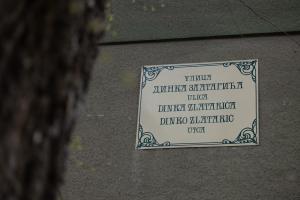 УЛИЦА
ДИНКА ЗЛАТАРИЋА
ULICA
DINKA ZLATARIĆA
DINKO ZLATARIĆ
UTCA